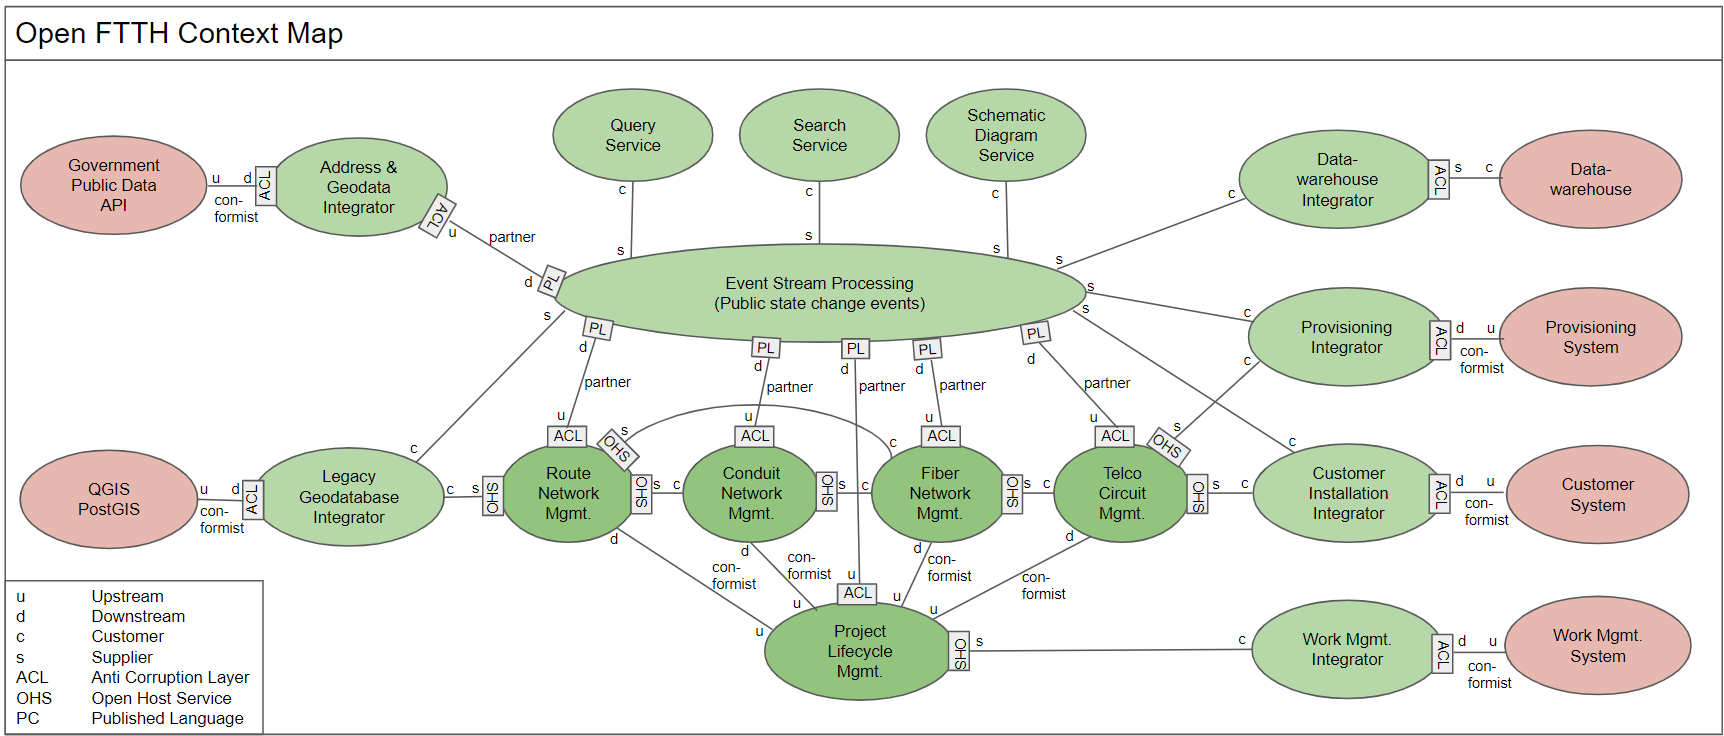 Open FTTH Context Map
Query
Service
Search
Service
Schematic
Diagram
Service
Government
Public Data
API
u
d
ACL
con-
formist
Address &
Geodata
Integrator
ACL
u
partner
d
PL
c
s
c
s
c
s
Data-
warehouse
Integrator
ACL
s
c
Data-
warehouse
c
s
Event Stream Processing
(Public state change events)
s
c
Provisioning
Integrator
ACL
d
u
con-
formist
Provisioning
System
s
s
c
c
s
PL
d
partner
u
ACL
PL
d
partner
u
ACL
PL
d
partner
u
ACL
PL
d
partner
u
ACL
PL
d
partner
u
ACL
c
QGIS
PostGIS
u
d
ACL
con-
formist
Legacy
Geodatabase
Integrator
c
s
OHS
Route
Network
Mgmt.
OHS
s
c
OHS
s
c
Conduit
Network
Mgmt.
OHS
s
c
Fiber
Network
Mgmt.
OHS
s
c
Telco
Circuit
Mgmt.
OHS
OHS
s
c
Customer
Installation
Integrator
ACL
d
u
con-
formist
Customer
System
d
con-
formist
u
d
con-
formist
u
d
con-
formist
u
d
con-
formist
u
Project
Lifecycle
Mgmt.
OHS
s
c
Work Mgmt.
Integrator
ACL
d
u
con-
formist
Work Mgmt.
System
u Upstream
d Downstream
c Customer
s Supplier
ACL Anti Corruption Layer
OHS Open Host Service
PC Published Language